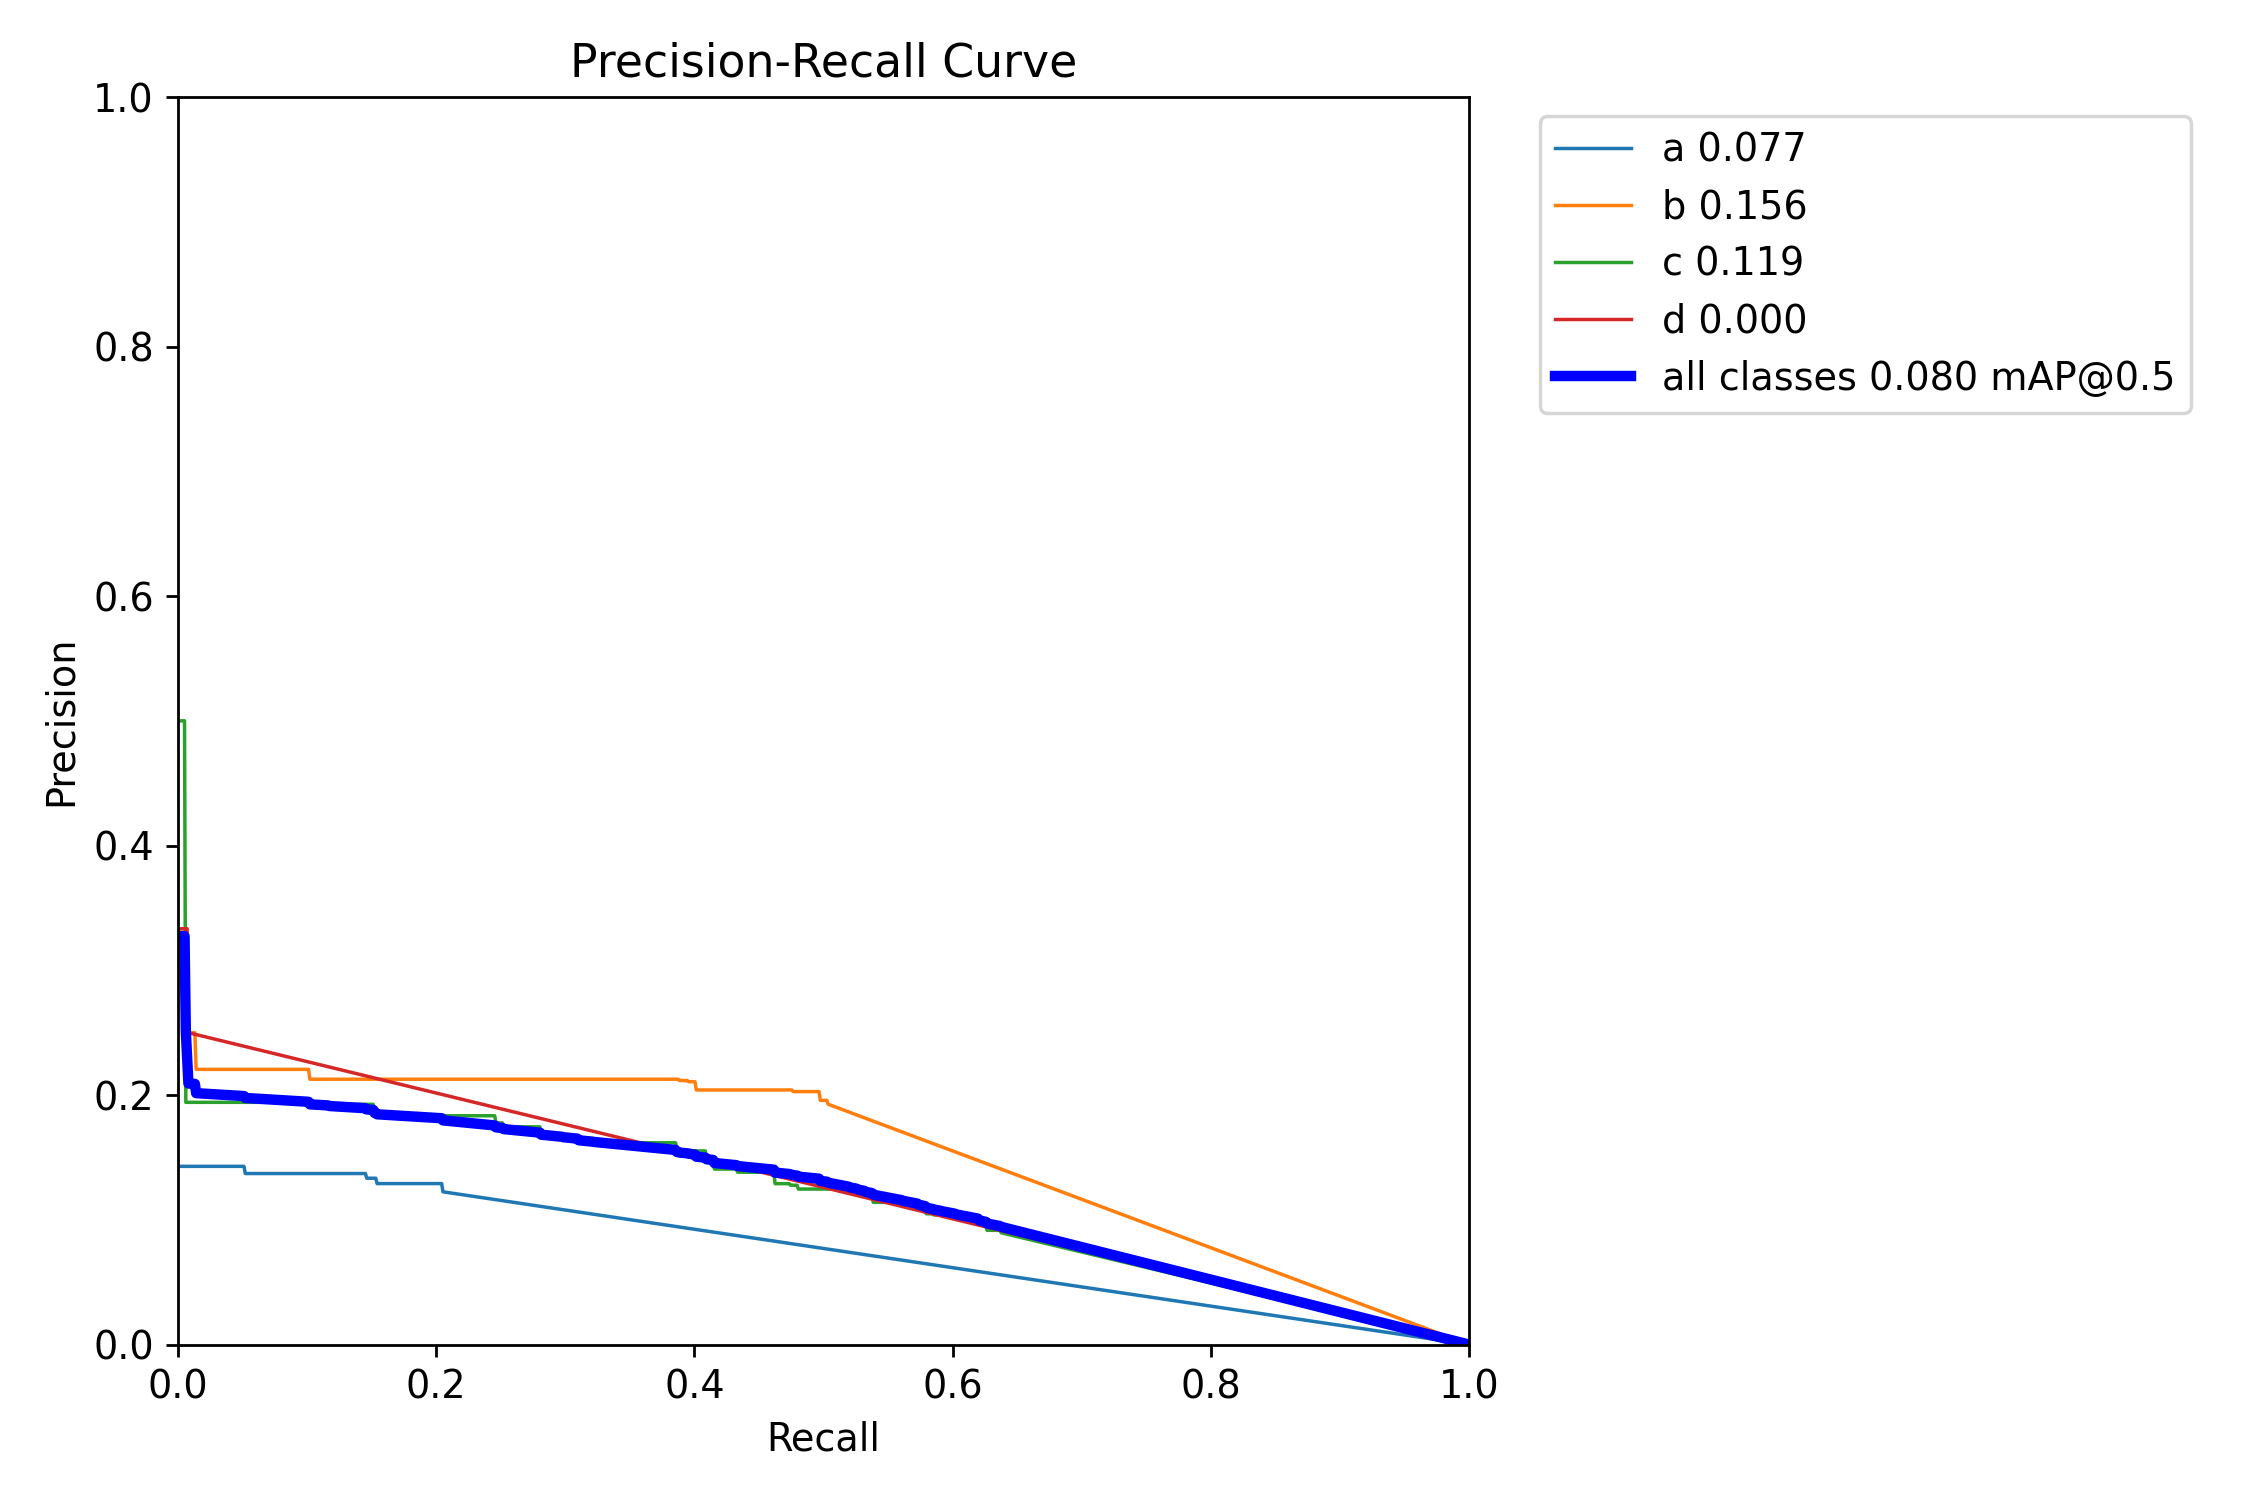 Precision-Recall Curve
1.0
0.8
0.6
0.4
0.2
0.0
Precision
0.0 0.2 0.4 0.6 0.8 1.0
Recall
a 0.077
b 0.156
c 0.119
d 0.000
all classes 0.080 mAP@0.5